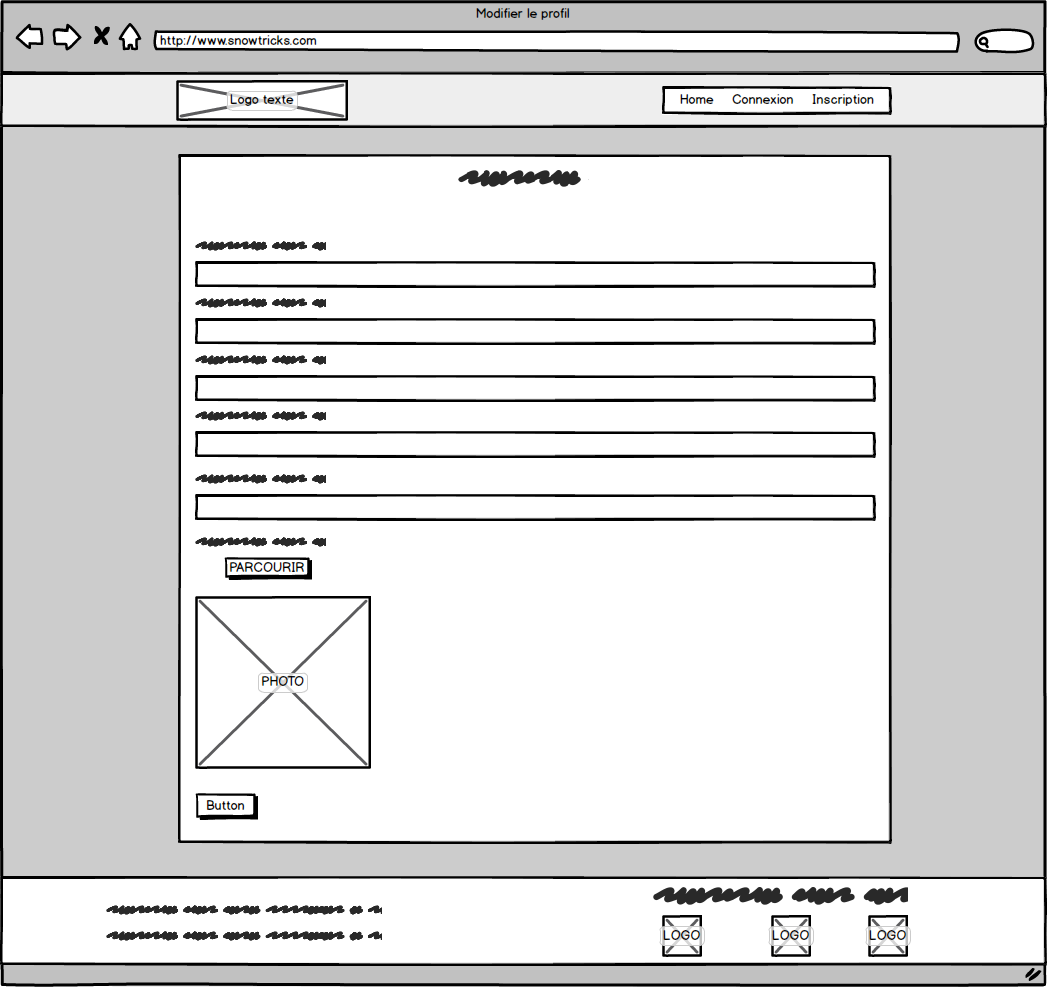 Modifier le profil
http://www.snowtricks.com
Logo texte
Home Connexion Inscription
PARCOURIR
PHOTO
Button
LOGO LOGO LOGO